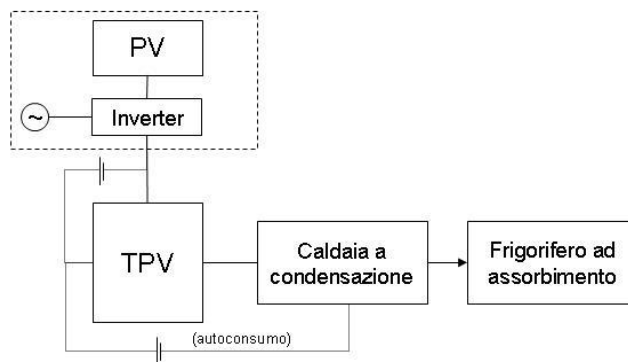 PV
~
Inverter
TPV
Caldaia a
condensazione
Frigorifero ad
assorbimento
(autoconsumo)